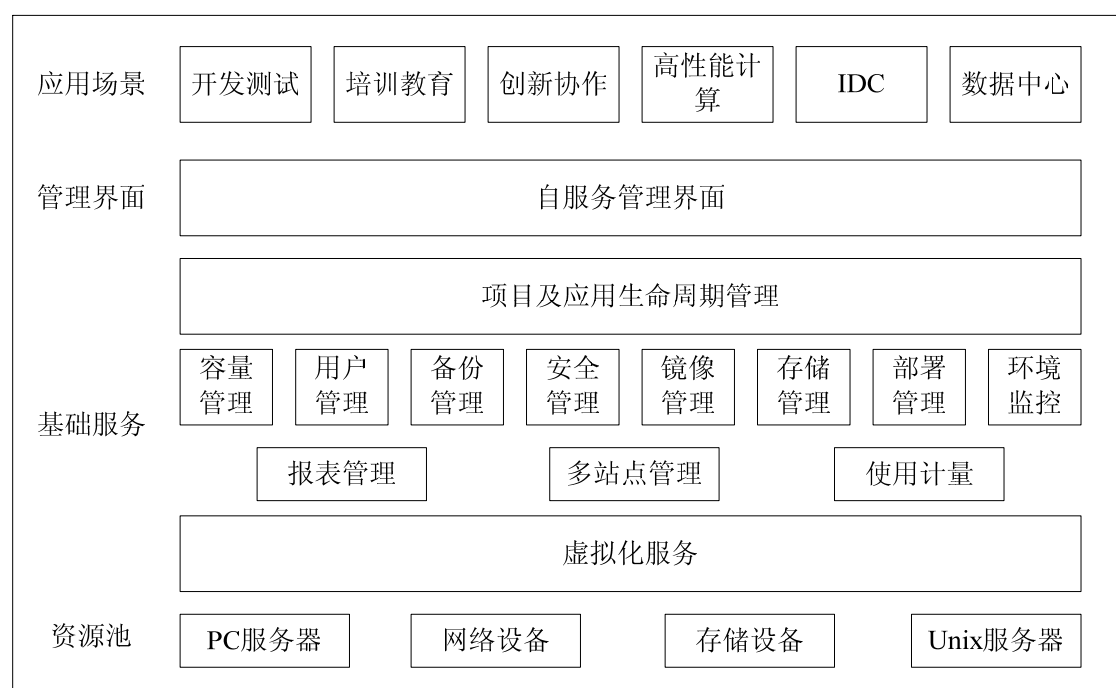 应用场景
开发测试
培训教育
创新协作
高性能计
算
IDC
数据中心
管理界面
自服务管理界面
项目及应用生命周期管理
基础服务
容量
管理
用户
管理
备份
管理
安全
管理
镜像
管理
存储
管理
部署
管理
环境
监控
报表管理
多站点管理
使用计量
虚拟化服务
资源池
PC服务器
网络设备
存储设备
Unix服务器